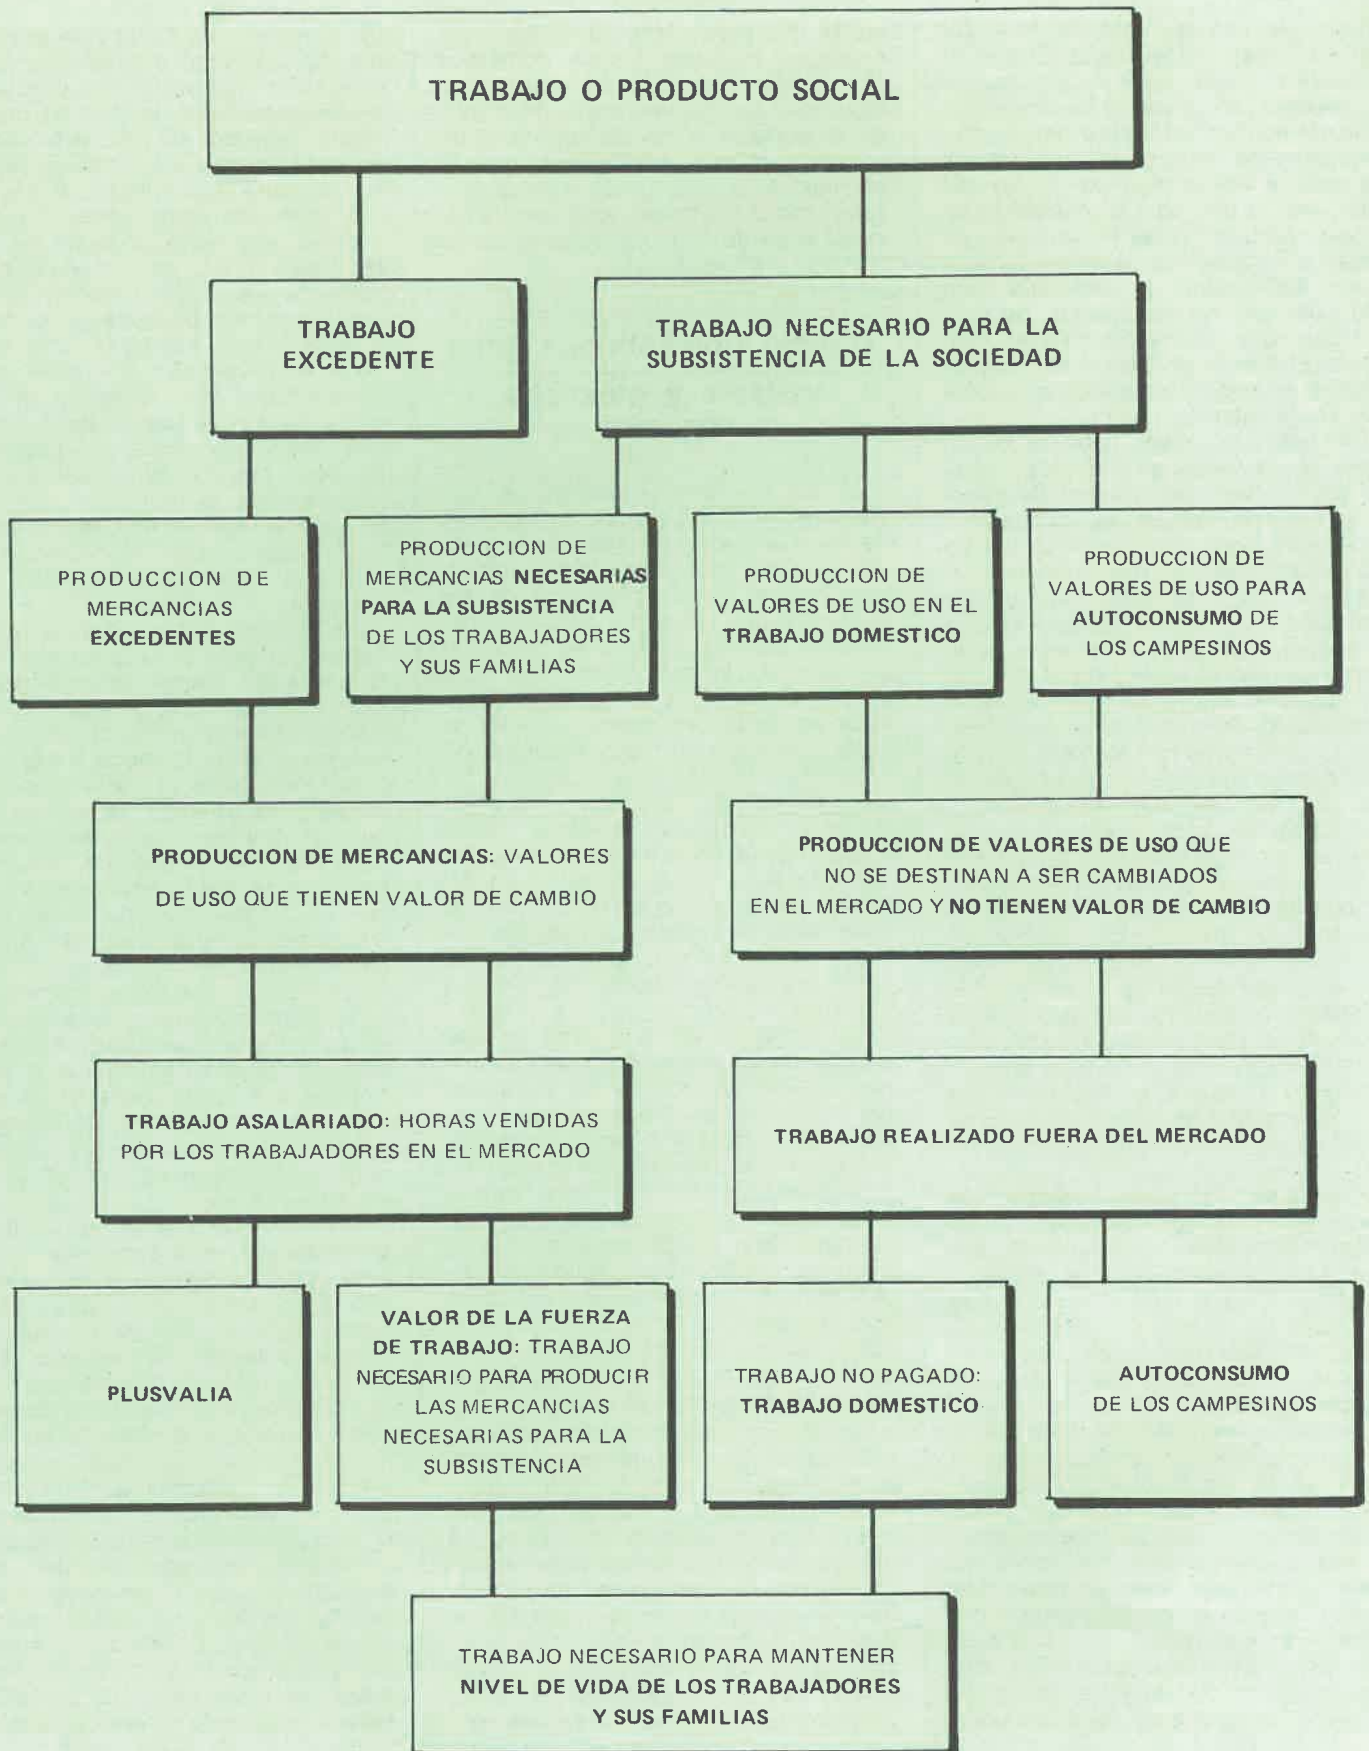 TRABAJO O PRODUCTO SOCIAL
TRABAJO
EXCEDENTE
TRABAJO NECESARIO PARA LA
SUBSISTENCIA DE LA SOCIEDAD
PRODUCCION DE
MERCANCIAS
EXCEDENTES
PRODUCCION DE
MERCANCIAS NECESARIAS
PARA LA SUBSISTENCIA
DE LOS TRABAJADORES
Y SUS FAMILIAS
PRODUCCION DE
VALORES DE USO EN EL
TRABAJO DOMESTICO
PRODUCCION DE
VALORES DE USO PARA
AUTOCONSUMO DE
LOS CAMPESINOS
PRODUCCION DE MERCANCIAS: VALORES
DE USO QUE TIENEN VALOR DE CAMBIO
PRODUCCION DE VALORES DE USO QUE
NO SE DESTINAN A SER CAMBIADOS
EN EL MERCADO Y NO TIENEN VALOR DE CAMBIO
TRABAJO ASALARIADO: HORAS VENDIDAS
POR LOS TRABAJADORES EN EL MERCADO
TRABAJO REALIZADO FUERA DEL MERCADO
PLUSVALIA
VALOR DE LA FUERZA
DE TRABAJO: TRABAJO
NECESARIO PARA PRODUCIR
LAS MERCANCIAS
NECESARIAS PARA LA
SUBSISTENCIA
TRABAJO NO PAGADO:
TRABAJO DOMESTICO
AUTOCONSUMO
DE LOS CAMPESINOS
TRABAJO NECESARIO PARA MANTENER
NIVEL DE VIDA DE LOS TRABAJADORES
Y SUS FAMILIAS